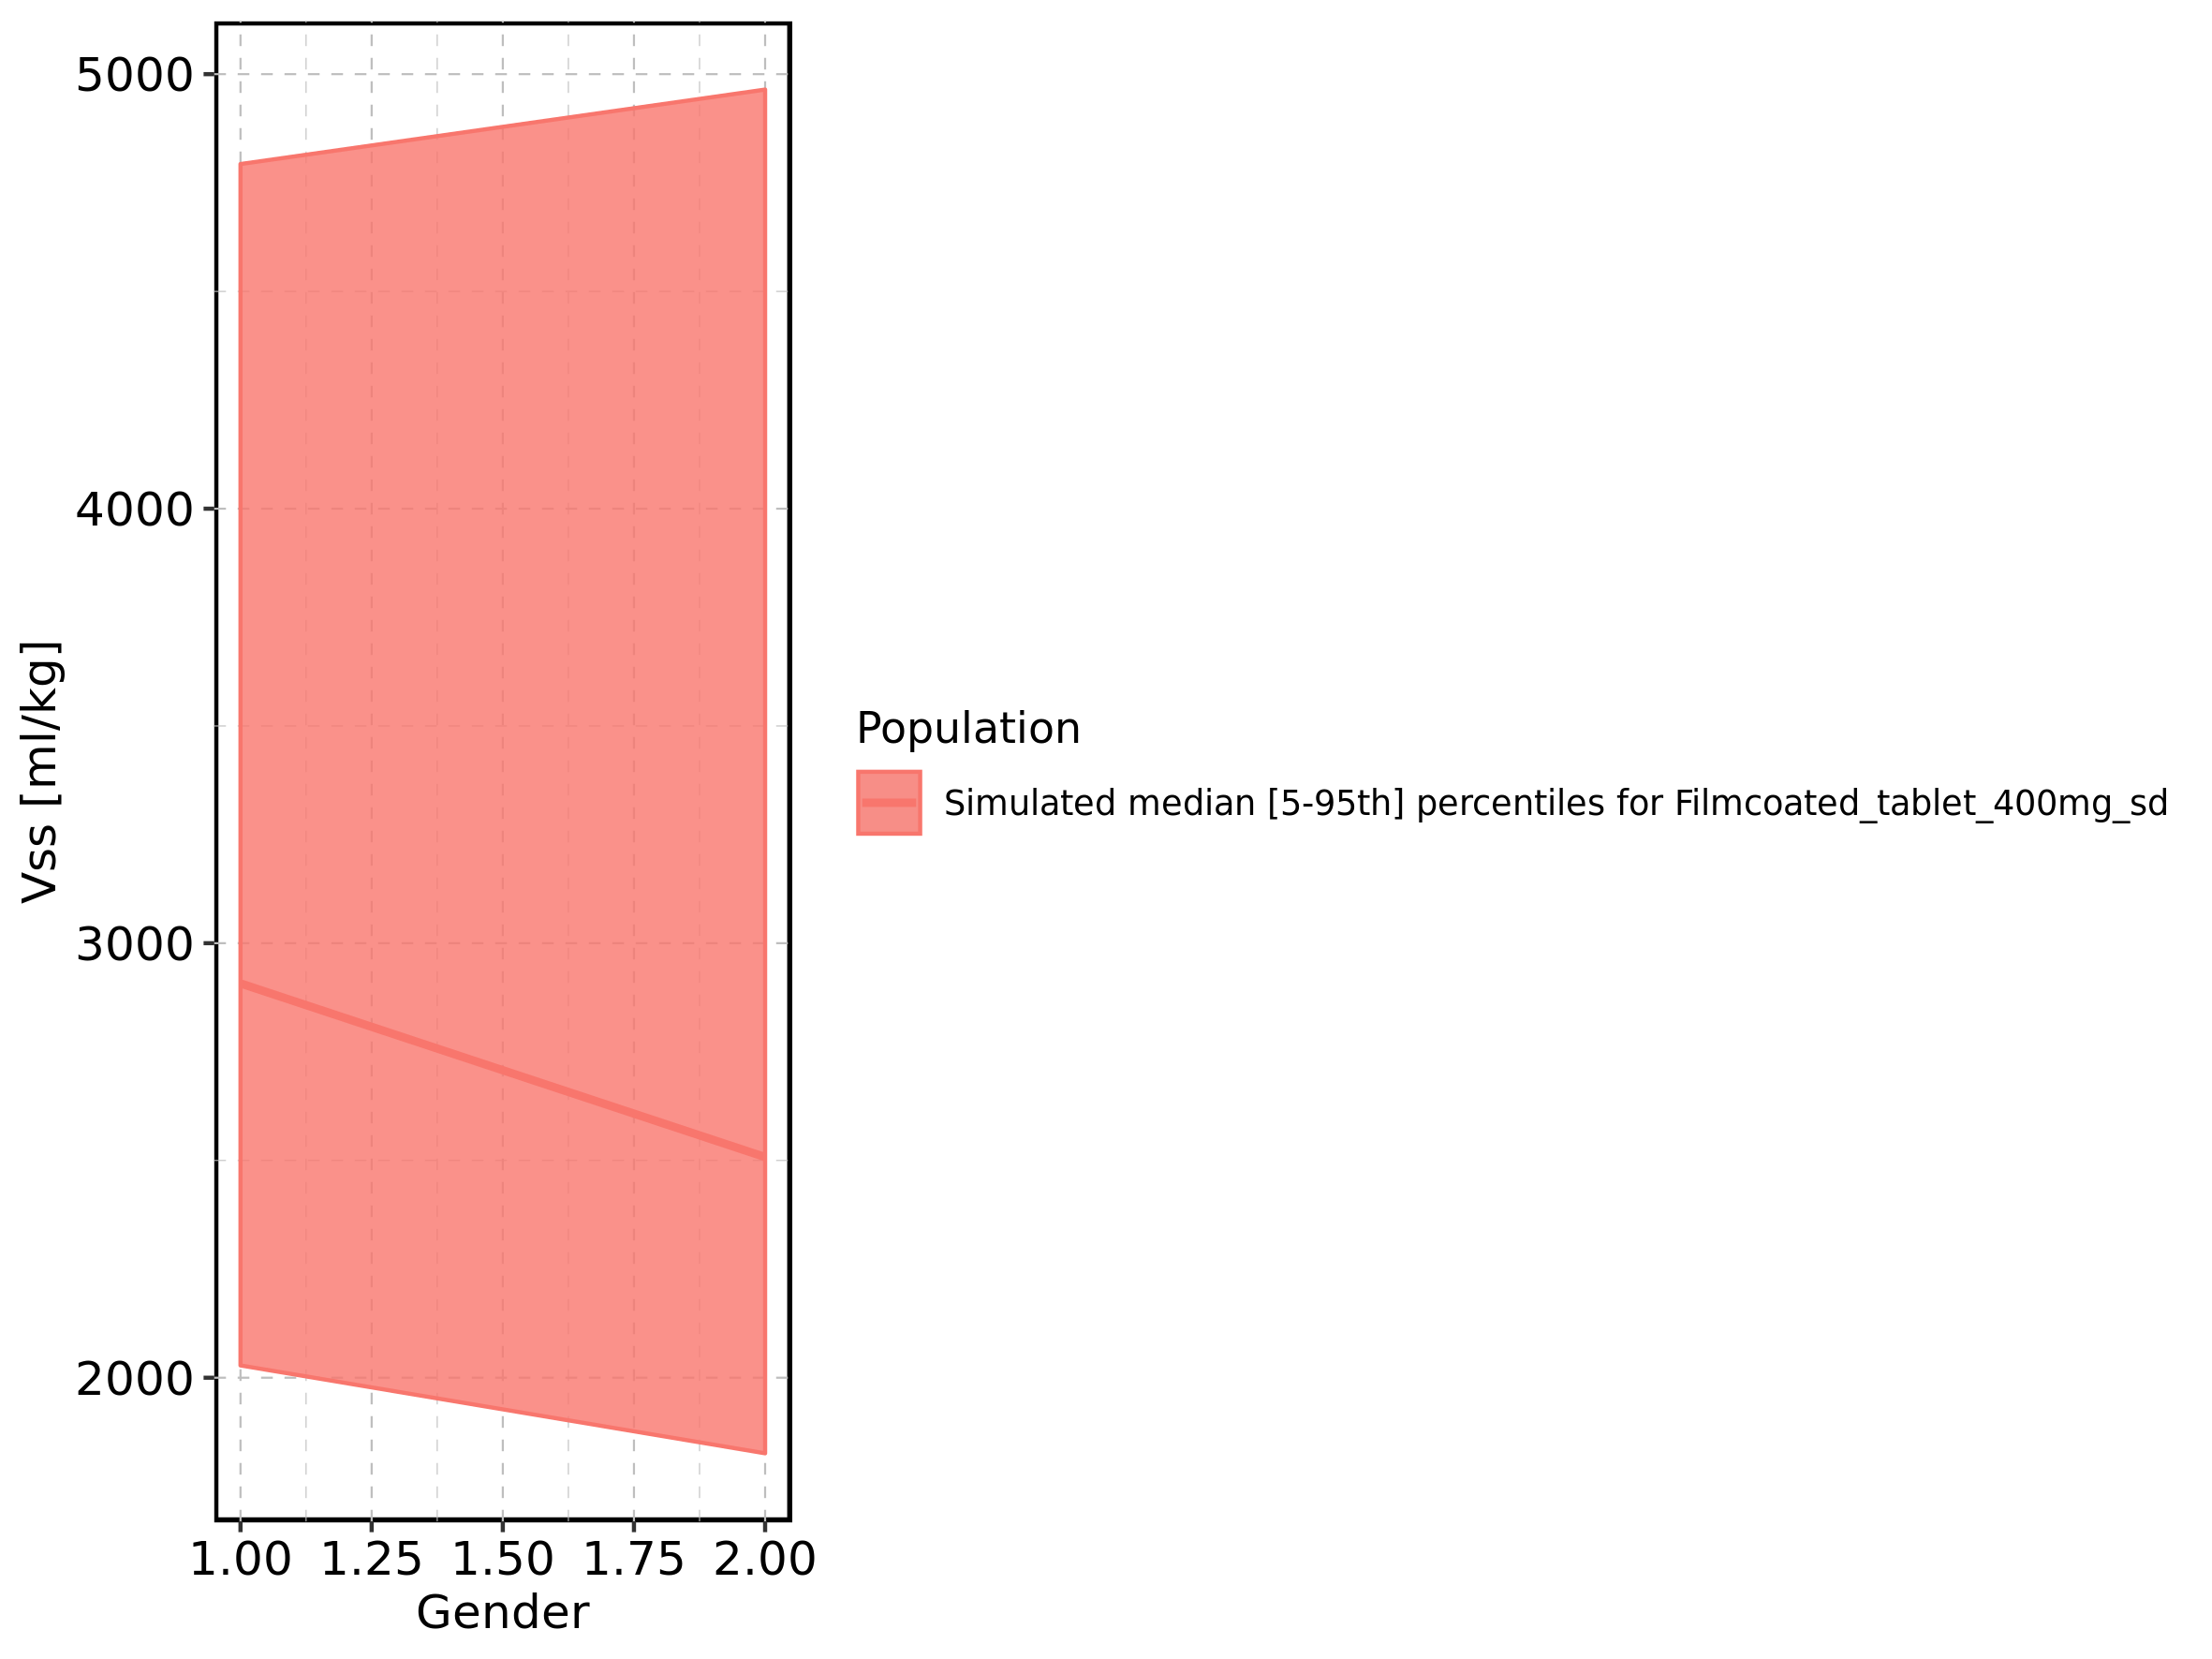 5000
4000
3000
2000
Vss [ml/kg]
1.00 1.25 1.50 1.75 2.00
Gender
Population
Simulated median [5-95th] percentiles for Filmcoated_tablet_400mg_sd